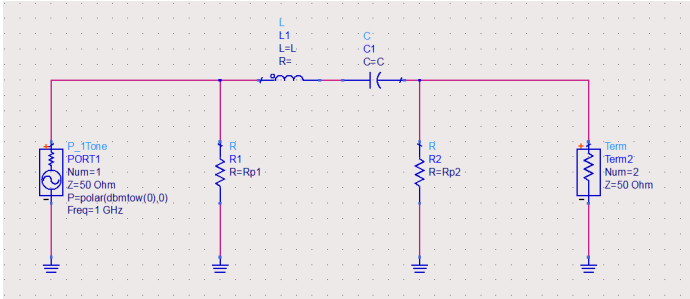 L
L1
L=L
R=
C
C1
C=C
P_1Tone
PORT1
Num=1
Z=50 Ohm
P=polar(dbmtow(0),0)
Freq=1 GHz
R
R1
R=Rp1
R
R2
R=Rp2
Term
Term2
Num=2
Z=50 Ohm